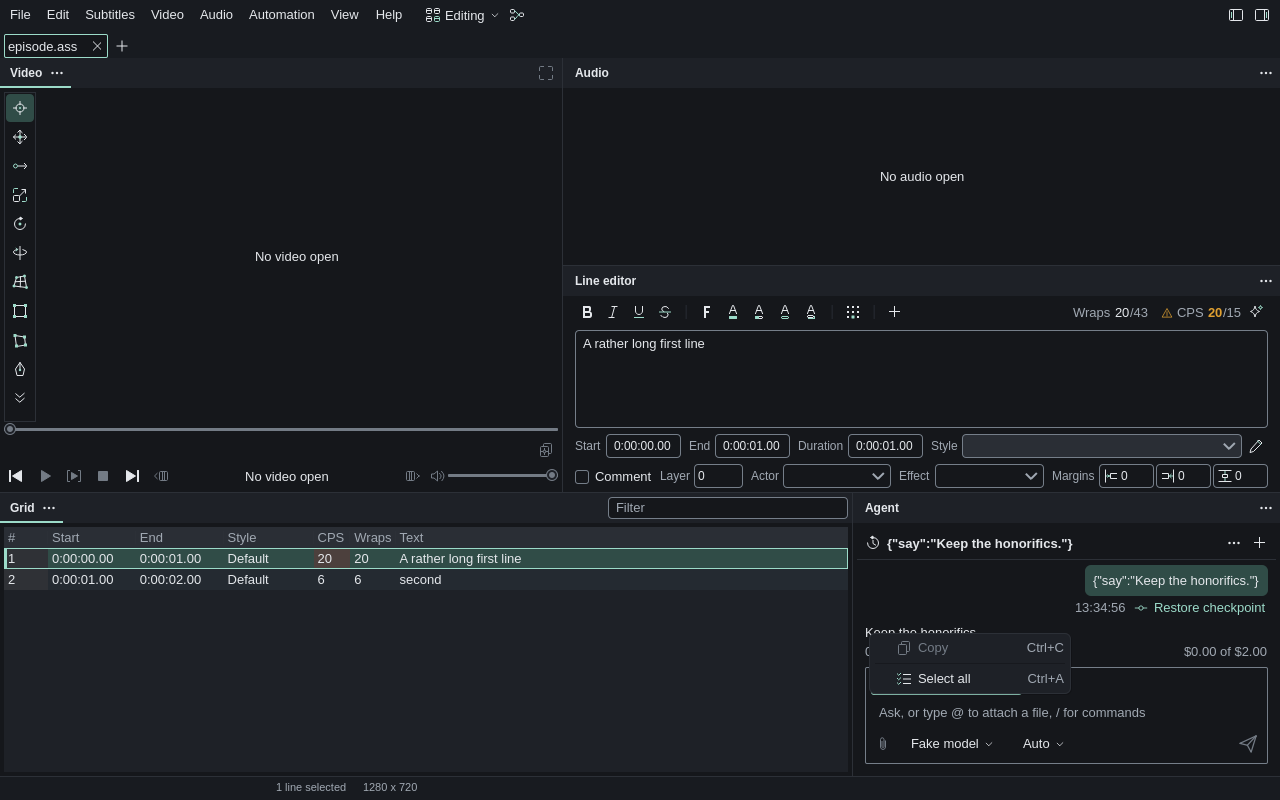 File Edit Subtitles Video Audio Automation View Help Editing
episode.ass
Video
Audio
No video open
No audio open
Line editor
B I U S F A A A A Wraps 20/43 CPS 20/15
A rather long first line
Start 0:00:00.00 End 0:00:01.00 Duration 0:00:01.00 Style
Comment Layer 0 Actor Effect Margins 0 0 0
No video open
Grid
Filter
# Start End Style CPS Wraps Text
1 0:00:00.00 0:00:01.00 Default 20 20 A rather long first line
2 0:00:01.00 0:00:02.00 Default 6 6 second
Agent
{"say":"Keep the honorifics."}
{"say":"Keep the honorifics."}
13:34:56 Restore checkpoint
Keep the honorifics.
$0.00 of $2.00
Copy Ctrl+C
Select all Ctrl+A
Ask, or type @ to attach a file, / for commands
Fake model Auto
1 line selected 1280 x 720